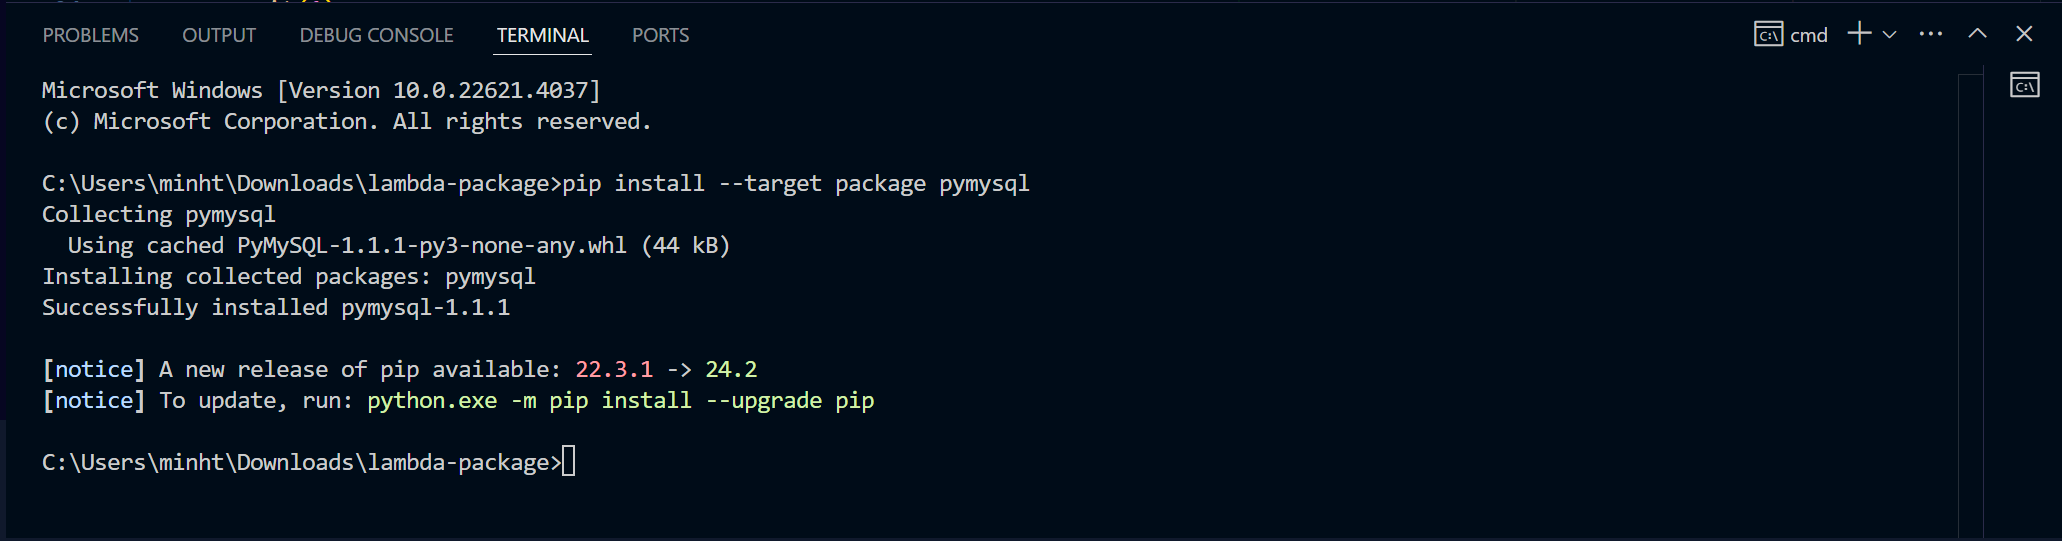 PROBLEMS OUTPUT DEBUG CONSOLE TERMINAL PORTS cmd
Microsoft Windows [Version 10.0.22621.4037]
(c) Microsoft Corporation. All rights reserved.
C:\Users\minht\Downloads\lambda-package>pip install --target package pymysql
Collecting pymysql
  Using cached PyMySQL-1.1.1-py3-none-any.whl (44 kB)
Installing collected packages: pymysql
Successfully installed pymysql-1.1.1
[notice] A new release of pip available: 22.3.1 -> 24.2
[notice] To update, run: python.exe -m pip install --upgrade pip
C:\Users\minht\Downloads\lambda-package>